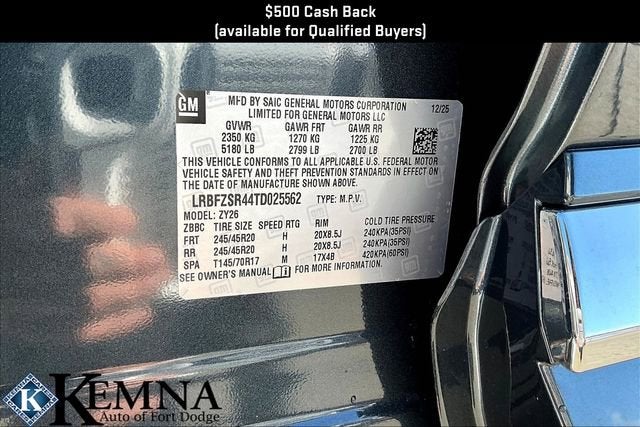 $500 Cash Back
(available for Qualified Buyers)
GM
MFD BY SAIC GENERAL MOTORS CORPORATION 12/25
LIMITED FOR GENERAL MOTORS LLC
GVWR GAWR FRT GAWR RR
2350 KG 1270 KG 1225 KG
5180 LB 2799 LB 2700 LB
THIS VEHICLE CONFORMS TO ALL APPLICABLE U.S. FEDERAL MOTOR
VEHICLE SAFETY AND THEFT PREVENTION STANDARDS IN EFFECT ON
THE DATE OF MANUFACTURE SHOWN ABOVE.
LRBFZSR44TD025562 TYPE: M.P.V.
MODEL: ZY26
ZBBC TIRE SIZE SPEED RTG RIM COLD TIRE PRESSURE
FRT 245/45R20 H 20X8.5J 240KPA(35PSI)
RR 245/45R20 H 20X8.5J 240KPA(35PSI)
SPA T145/70R17 M 17X4B 420KPA(60PSI)
SEE OWNER'S MANUAL FOR MORE INFORMATION
K
KEMNA
Auto of Fort Dodge